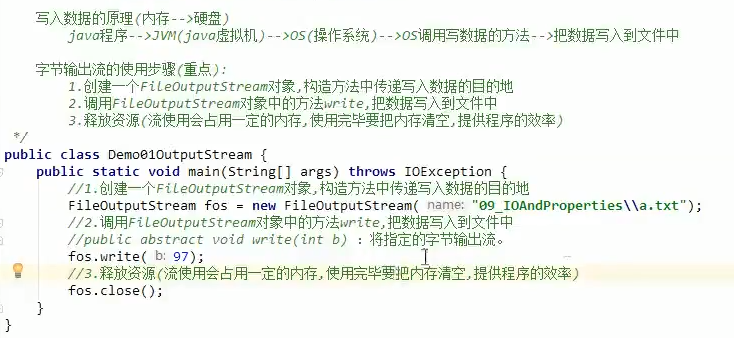 写入数据的原理(内存-->硬盘)
java程序-->JVM(java虚拟机)-->OS(操作系统)-->OS调用写数据的方法-->把数据写入到文件中
字节输出流的使用步骤(重点):
1.创建一个FileOutputStream对象,构造方法中传递写入数据的目的地
2.调用FileOutputStream对象中的方法write,把数据写入到文件中
3.释放资源(流使用会占用一定的内存,使用完毕要把内存清空,提供程序的效率)
*/
public class Demo01OutputStream {
public static void main(String[] args) throws IOException {
//1.创建一个FileOutputStream对象,构造方法中传递写入数据的目的地
FileOutputStream fos = new FileOutputStream( name: "09_IOAndProperties\\a.txt");
//2.调用FileOutputStream对象中的方法write,把数据写入到文件中
//public abstract void write(int b) : 将指定的字节输出流。
fos.write( b: 97);
//3.释放资源(流使用会占用一定的内存,使用完毕要把内存清空,提供程序的效率)
fos.close();
}
}